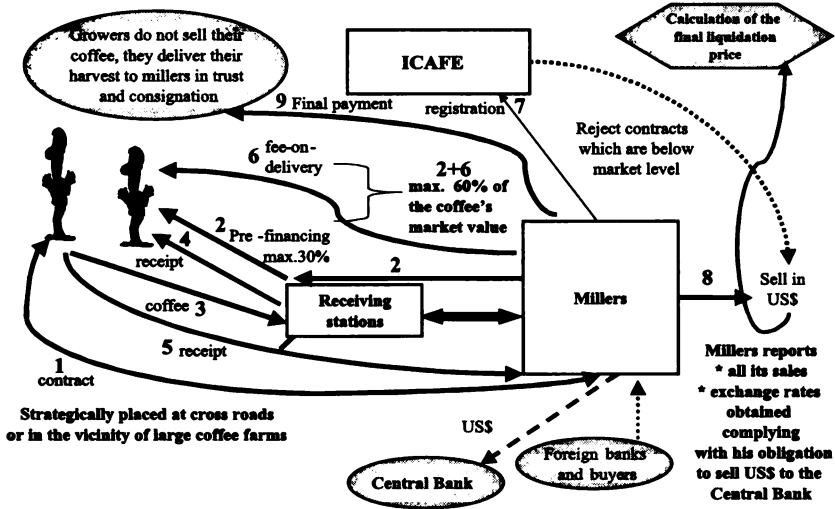 Growers do not sell their
coffee, they deliver their
harvest to millers in trust
and consignation
ICAFE
Calculation of the
final liquidation
price
9 Final payment
registration 7
Reject contracts
which are below
market level
6 fee-on-
delivery
2+6
max. 60% of
the coffee's
market value
2 Pre -financing
max.30%
4
receipt
2
coffee 3
Receiving
stations
Millers
8
Sell in
US$
5 receipt
1
contract
Strategically placed at cross roads
or in the vicinity of large coffee farms
Millers reports
* all its sales
* exchange rates
obtained
complying
with his obligation
to sell US$ to the
Central Bank
US$
Central Bank
Foreign banks
and buyers